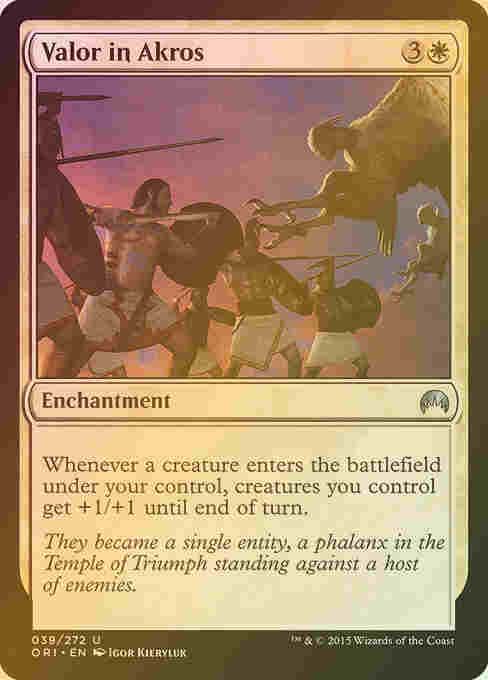 Valor in Akros 3
Enchantment
Whenever a creature enters the battlefield
under your control, creatures you control
get +1/+1 until end of turn.
They became a single entity, a phalanx in the
Temple of Triumph standing against a host
of enemies.
039/272 U
ORI • EN Igor Kieryluk
™ & © 2015 Wizards of the Coast